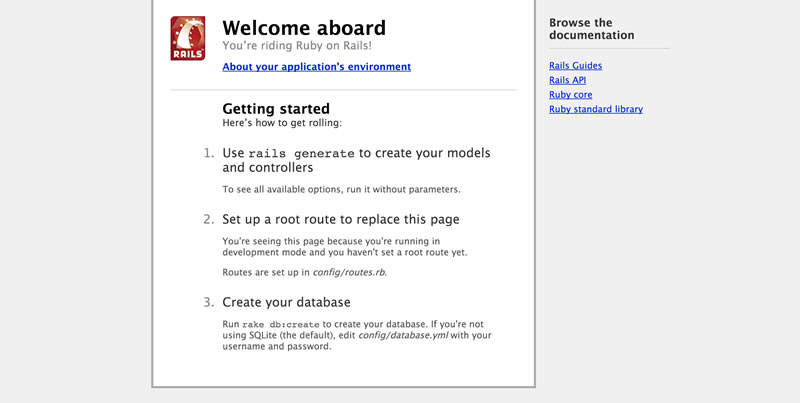 RAILS
Welcome aboard
You’re riding Ruby on Rails!
About your application’s environment
Getting started
Here’s how to get rolling:
1. Use rails generate to create your models
and controllers
To see all available options, run it without parameters.
2. Set up a root route to replace this page
You're seeing this page because you're running in
development mode and you haven't set a root route yet.
Routes are set up in config/routes.rb.
3. Create your database
Run rake db:create to create your database. If you're not
using SQLite (the default), edit config/database.yml with your
username and password.
Browse the
documentation
Rails Guides
Rails API
Ruby core
Ruby standard library